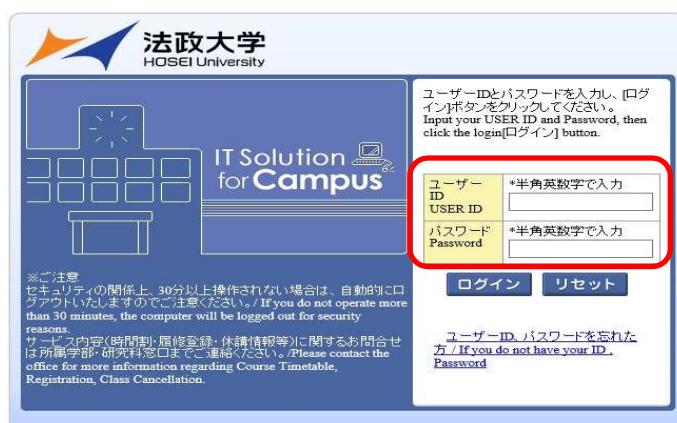 法政大学
HOSEI University
IT Solution
for Campus
※ご注意
セキュリティの関係上、30分以上操作されない場合は、自動的にロ
グアウトいたしますのでご注意ください。/ If you do not operate more
than 30 minutes, the computer will be logged out for security
reasons.
サービス内容(時間割・履修登録・休講情報等)に関するお問合せ
は所属学部・研究科窓口までご連絡ください。/Please contact the
office for more information regarding Course Timetable,
Registration, Class Cancellation.
ユーザーIDとパスワードを入力し、[ログ
イン]ボタンをクリックしてください。
Input your USER ID and Password, then
click the login[ログイン] button.
ユーザー
ID
USER ID
*半角英数字で入力
パスワード
Password
*半角英数字で入力
ログイン リセット
ユーザーID、パスワードを忘れた
方 / If you do not have your ID ,
Password